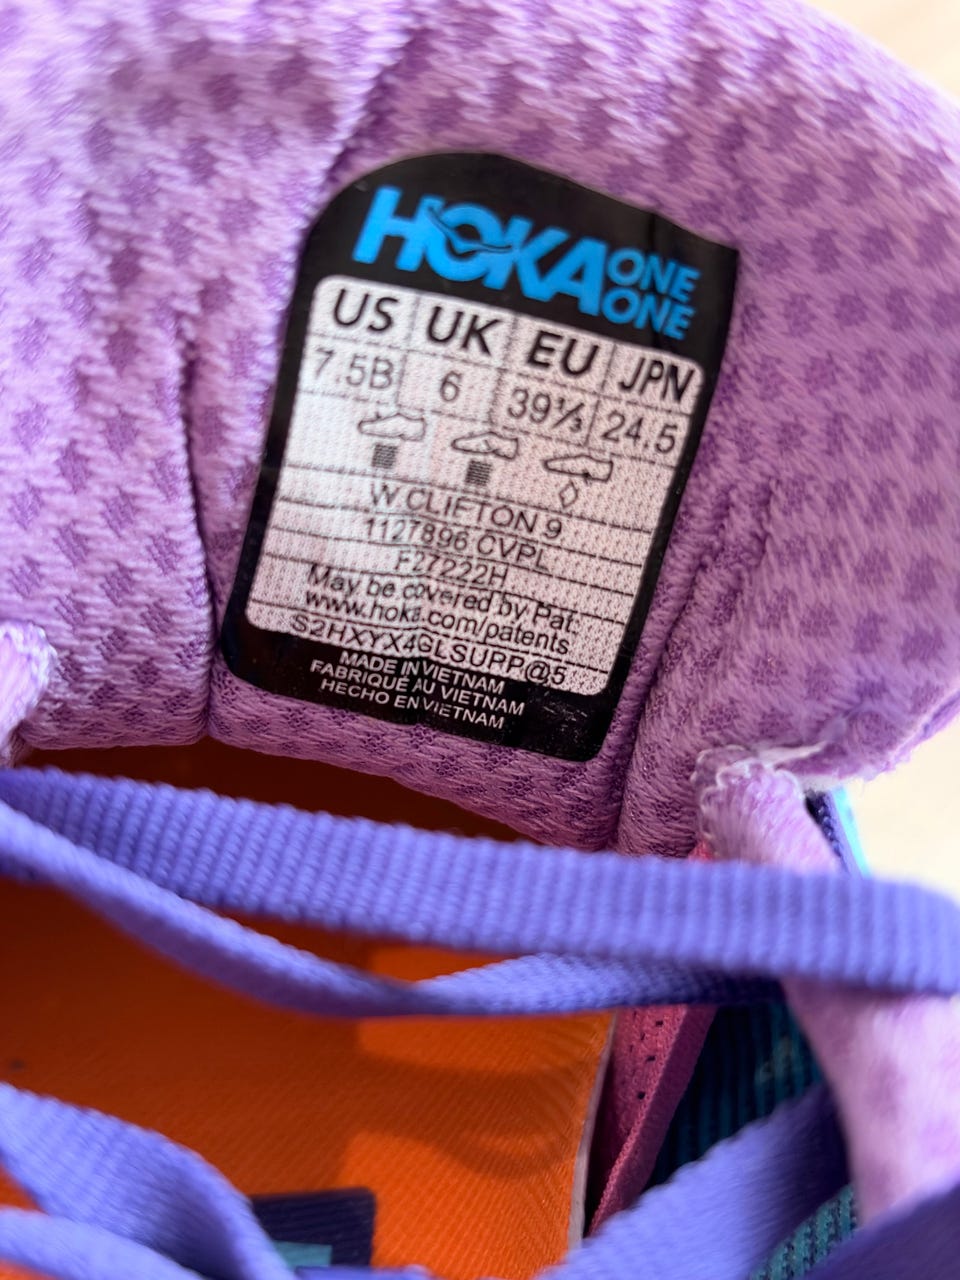 HOKA ONE ONE
US UK EU JPN
7.5B 6 39⅓ 24.5
W CLIFTON 9
1127896 CVPL
F27222H
May be covered by Pat.
www.hoka.com/patents
S2HXYX4GLSUPP@5
MADE IN VIETNAM
FABRIQUÉ AU VIETNAM
HECHO EN VIETNAM